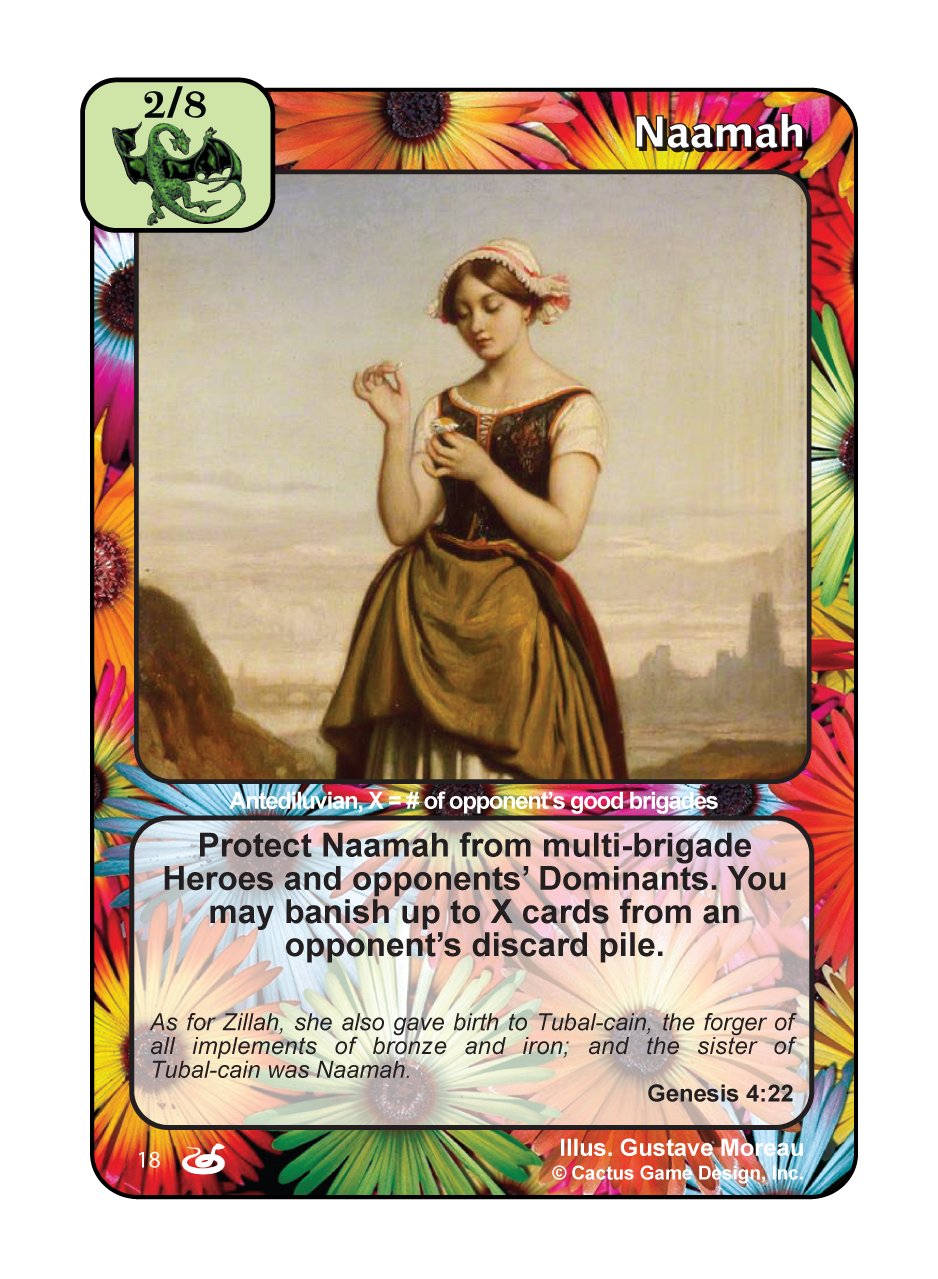 2/8
Naamah
Antediluvian, X = # of opponent's good brigades
Protect Naamah from multi-brigade
Heroes and opponents' Dominants. You
may banish up to X cards from an
opponent's discard pile.
As for Zillah, she also gave birth to Tubal-cain, the forger of
all implements of bronze and iron; and the sister of
Tubal-cain was Naamah.
Genesis 4:22
18
Illus. Gustave Moreau
© Cactus Game Design, Inc.